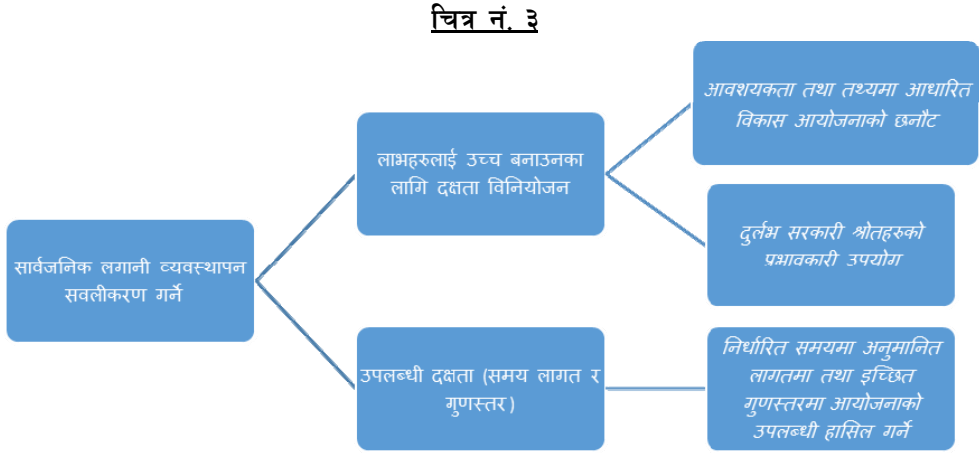 चित्र नं. ३
सार्वजनिक लगानी व्यवस्थापन
सवलीकरण गर्ने
लाभहरुलाई उच्च बनाउनका
लागि दक्षता विनियोजन
आवशयकता तथा तथ्यमा आधारित
विकास आयोजनाको छनौट
दुर्लभ सरकारी श्रोतहरुको
प्रभावकारी उपयोग
उपलब्धी दक्षता (समय लागत र
गुणस्तर)
निर्धारित समयमा अनुमानित
लागतमा तथा इच्छित
गुणस्तरमा आयोजनाको
उपलब्धी हासिल गर्ने